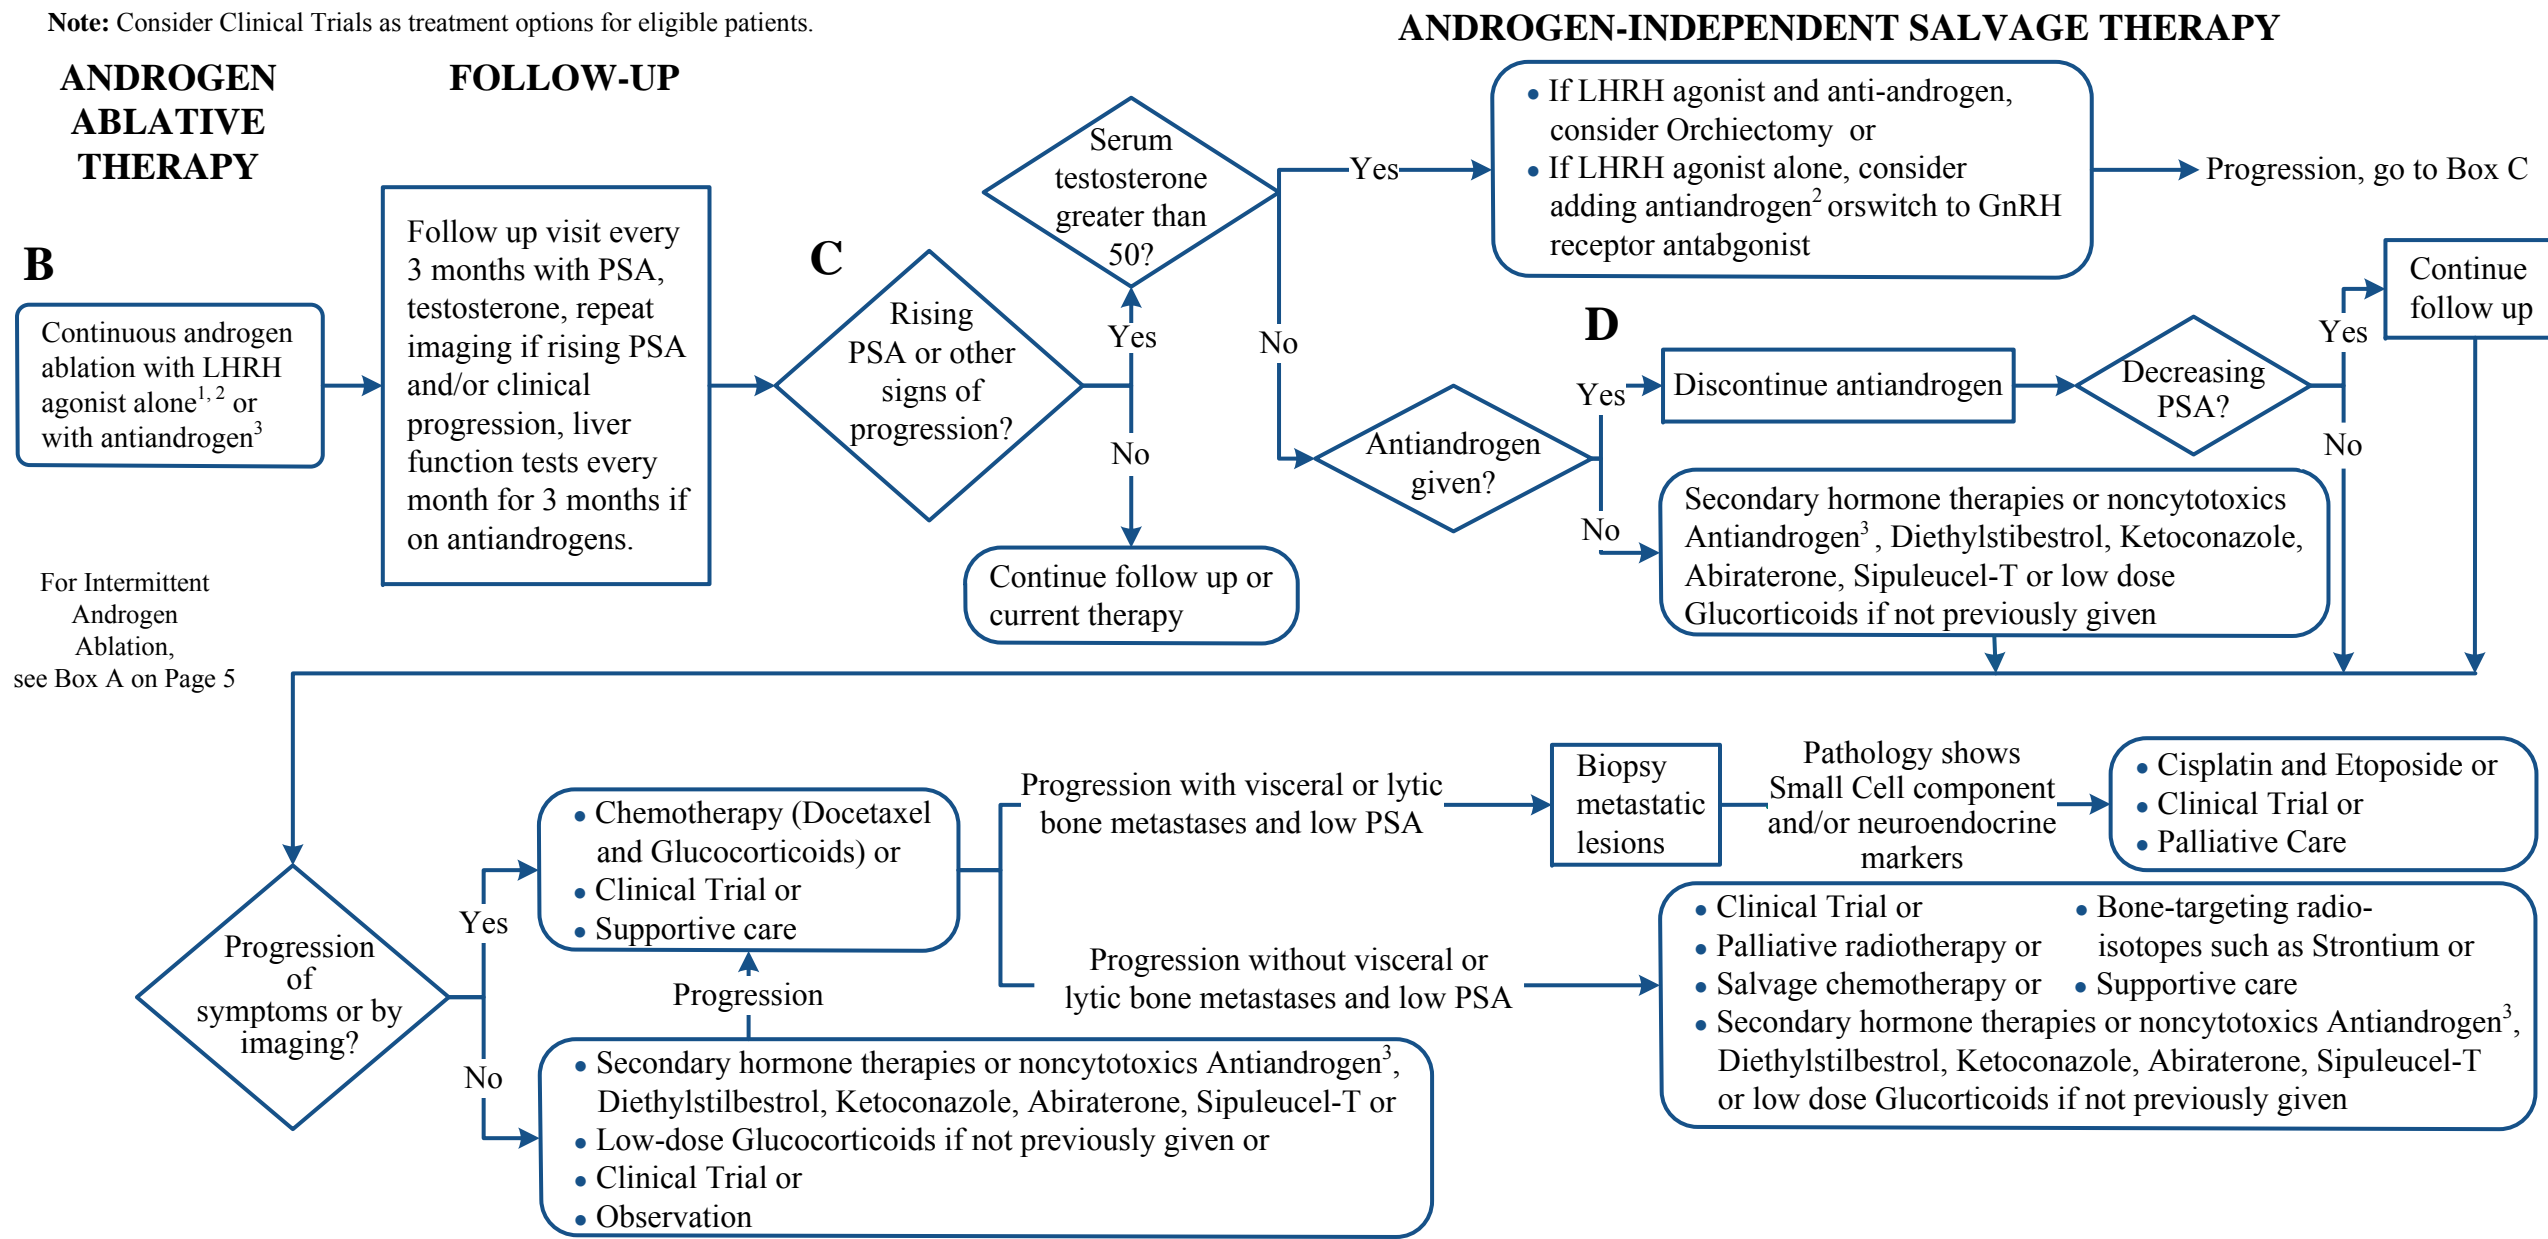 Note: Consider Clinical Trials as treatment options for eligible patients.
ANDROGEN-INDEPENDENT SALVAGE THERAPY
ANDROGEN
ABLATIVE
THERAPY
FOLLOW-UP
B
Continuous androgen
ablation with LHRH
agonist alone1, 2 or
with antiandrogen3
For Intermittent
Androgen
Ablation,
see Box A on Page 5
Follow up visit every
3 months with PSA,
testosterone, repeat
imaging if rising PSA
and/or clinical
progression, liver
function tests every
month for 3 months if
on antiandrogens.
C
Rising
PSA or other
signs of
progression?
Yes
No
Continue follow up or
current therapy
Serum
testosterone
greater than
50?
Yes
No
• If LHRH agonist and anti-androgen,
consider Orchiectomy or
• If LHRH agonist alone, consider
adding antiandrogen2 orswitch to GnRH
receptor antabgonist
Progression, go to Box C
Antiandrogen
given?
Yes
No
D
Discontinue antiandrogen
Decreasing
PSA?
Yes
No
Continue
follow up
Secondary hormone therapies or noncytotoxics
Antiandrogen3 , Diethylstibestrol, Ketoconazole,
Abiraterone, Sipuleucel-T or low dose
Glucorticoids if not previously given
Progression
of
symptoms or by
imaging?
Yes
No
• Chemotherapy (Docetaxel
and Glucocorticoids) or
• Clinical Trial or
• Supportive care
Progression
• Secondary hormone therapies or noncytotoxics Antiandrogen3,
Diethylstilbestrol, Ketoconazole, Abiraterone, Sipuleucel-T or
• Low-dose Glucocorticoids if not previously given or
• Clinical Trial or
• Observation
Progression with visceral or lytic
bone metastases and low PSA
Biopsy
metastatic
lesions
Pathology shows
Small Cell component
and/or neuroendocrine
markers
• Cisplatin and Etoposide or
• Clinical Trial or
• Palliative Care
Progression without visceral or
lytic bone metastases and low PSA
• Clinical Trial or
• Palliative radiotherapy or
• Salvage chemotherapy or
• Bone-targeting radio-
isotopes such as Strontium or
• Supportive care
• Secondary hormone therapies or noncytotoxics Antiandrogen3,
Diethylstilbestrol, Ketoconazole, Abiraterone, Sipuleucel-T
or low dose Glucorticoids if not previously given